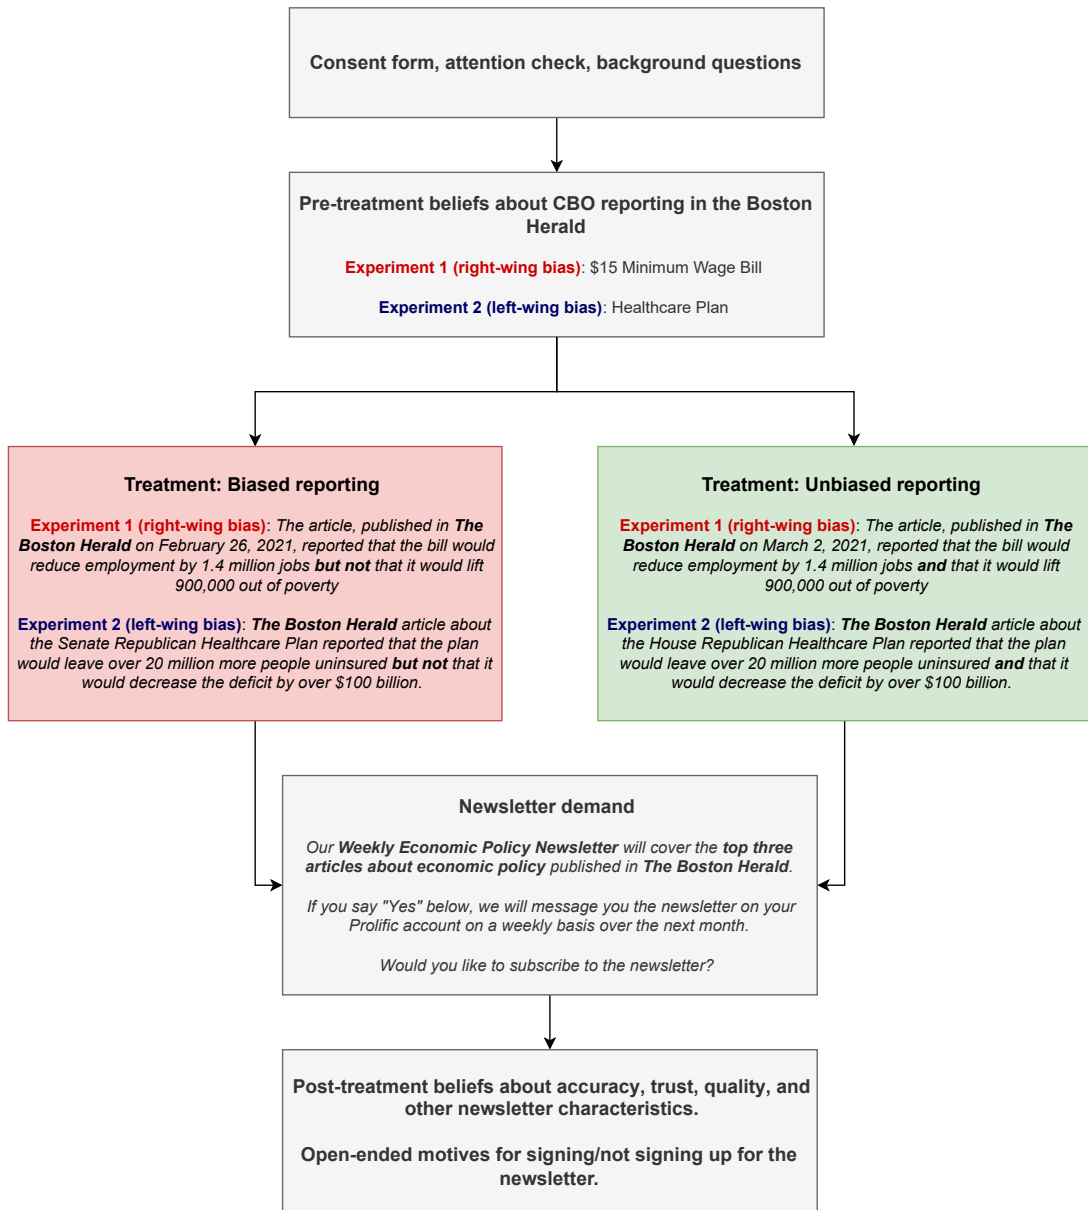 Consent form, attention check, background questions
Pre-treatment beliefs about CBO reporting in the Boston
Herald
Experiment 1 (right-wing bias): $15 Minimum Wage Bill
Experiment 2 (left-wing bias): Healthcare Plan
Treatment: Biased reporting
Experiment 1 (right-wing bias): The article, published in The
Boston Herald on February 26, 2021, reported that the bill would
reduce employment by 1.4 million jobs but not that it would lift
900,000 out of poverty
Experiment 2 (left-wing bias): The Boston Herald article about
the Senate Republican Healthcare Plan reported that the plan
would leave over 20 million more people uninsured but not that it
would decrease the deficit by over $100 billion.
Treatment: Unbiased reporting
Experiment 1 (right-wing bias): The article, published in The
Boston Herald on March 2, 2021, reported that the bill would
reduce employment by 1.4 million jobs and that it would lift
900,000 out of poverty
Experiment 2 (left-wing bias): The Boston Herald article about
the House Republican Healthcare Plan reported that the plan
would leave over 20 million more people uninsured and that it
would decrease the deficit by over $100 billion.
Newsletter demand
Our Weekly Economic Policy Newsletter will cover the top three
articles about economic policy published in The Boston Herald.
If you say "Yes" below, we will message you the newsletter on your
Prolific account on a weekly basis over the next month.
Would you like to subscribe to the newsletter?
Post-treatment beliefs about accuracy, trust, quality, and
other newsletter characteristics.
Open-ended motives for signing/not signing up for the
newsletter.